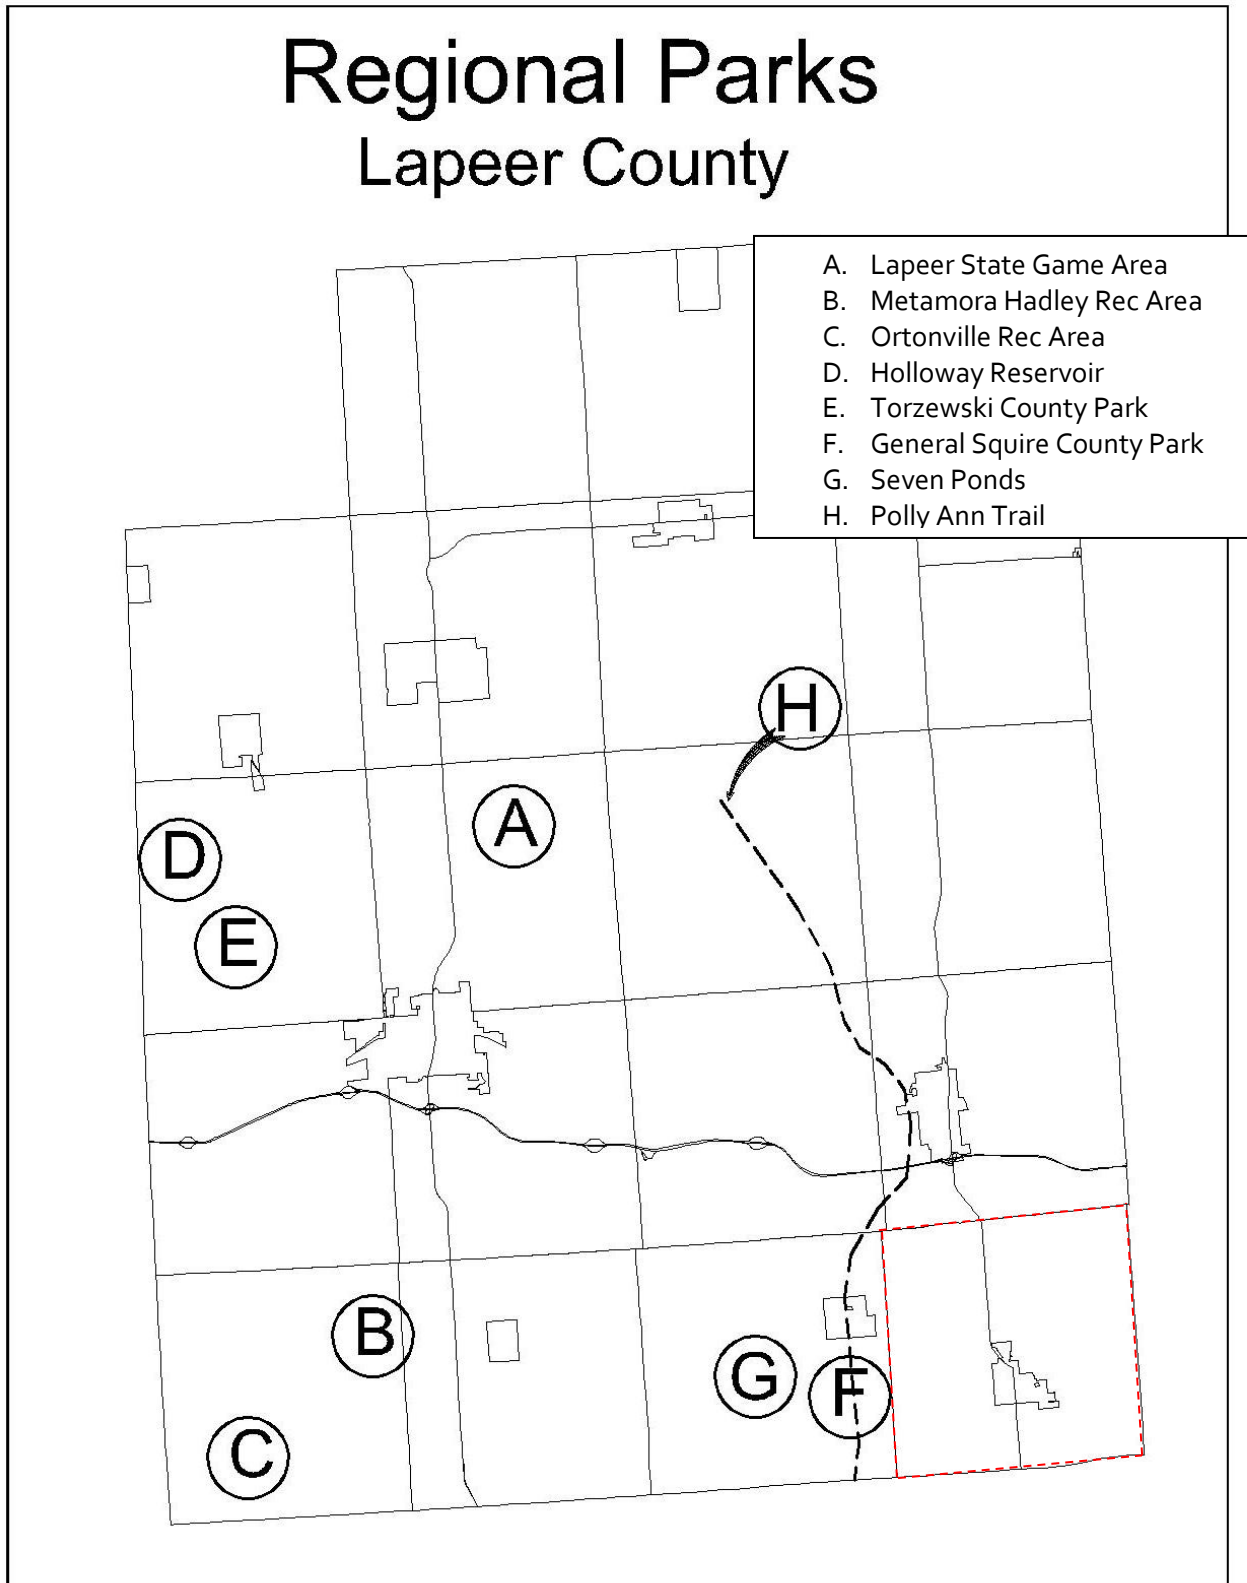 Regional Parks
Lapeer County
A. Lapeer State Game Area
B. Metamora Hadley Rec Area
C. Ortonville Rec Area
D. Holloway Reservoir
E. Torzewski County Park
F. General Squire County Park
G. Seven Ponds
H. Polly Ann Trail
H
A
D
E
B
G
F
C